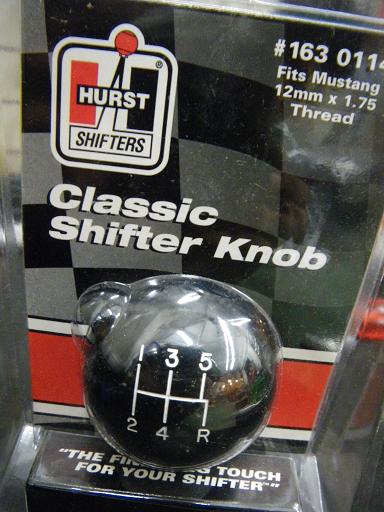 HURST
®
SHIFTERS
#163 0114
Fits Mustang
12mm x 1.75
Thread
Classic
Shifter Knob
1 3 5
2 4 R
"THE TOUCH
FOR YOUR SHIFTER"